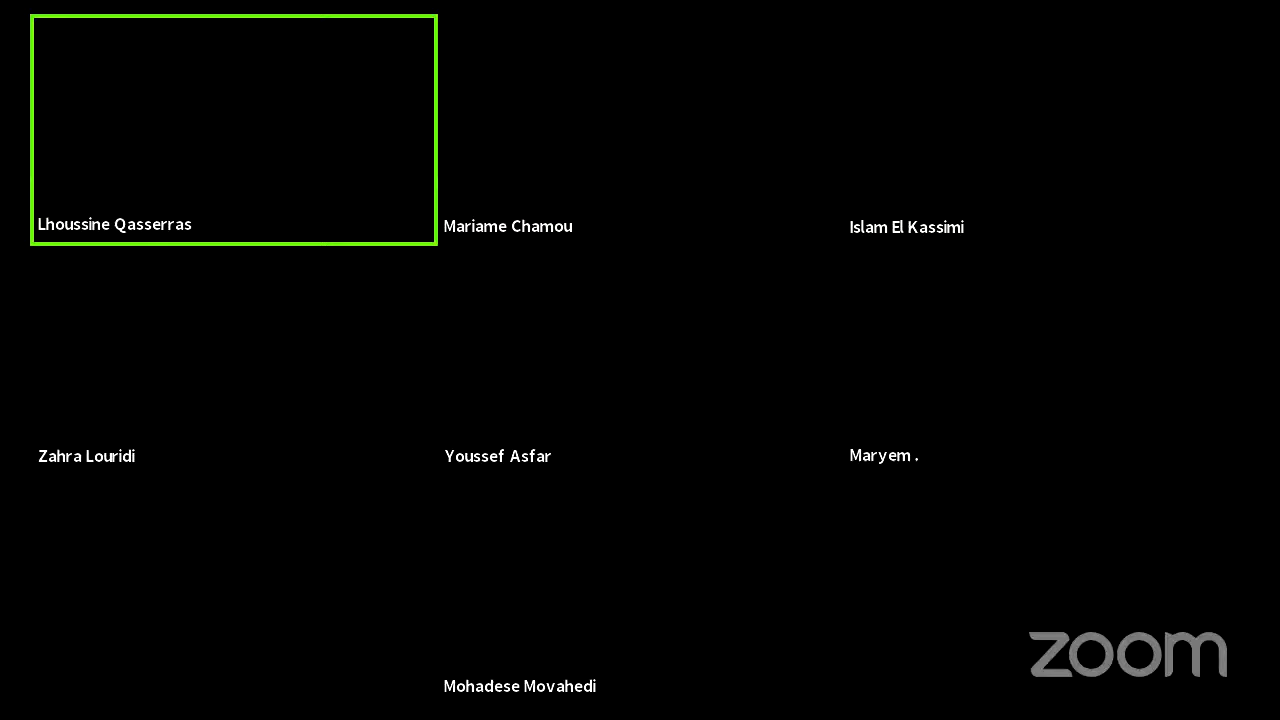 Lhoussine Qasserras
Mariame Chamou
Islam El Kassimi
Zahra Louridi
Youssef Asfar
Maryem .
Mohadese Movahedi
zoom